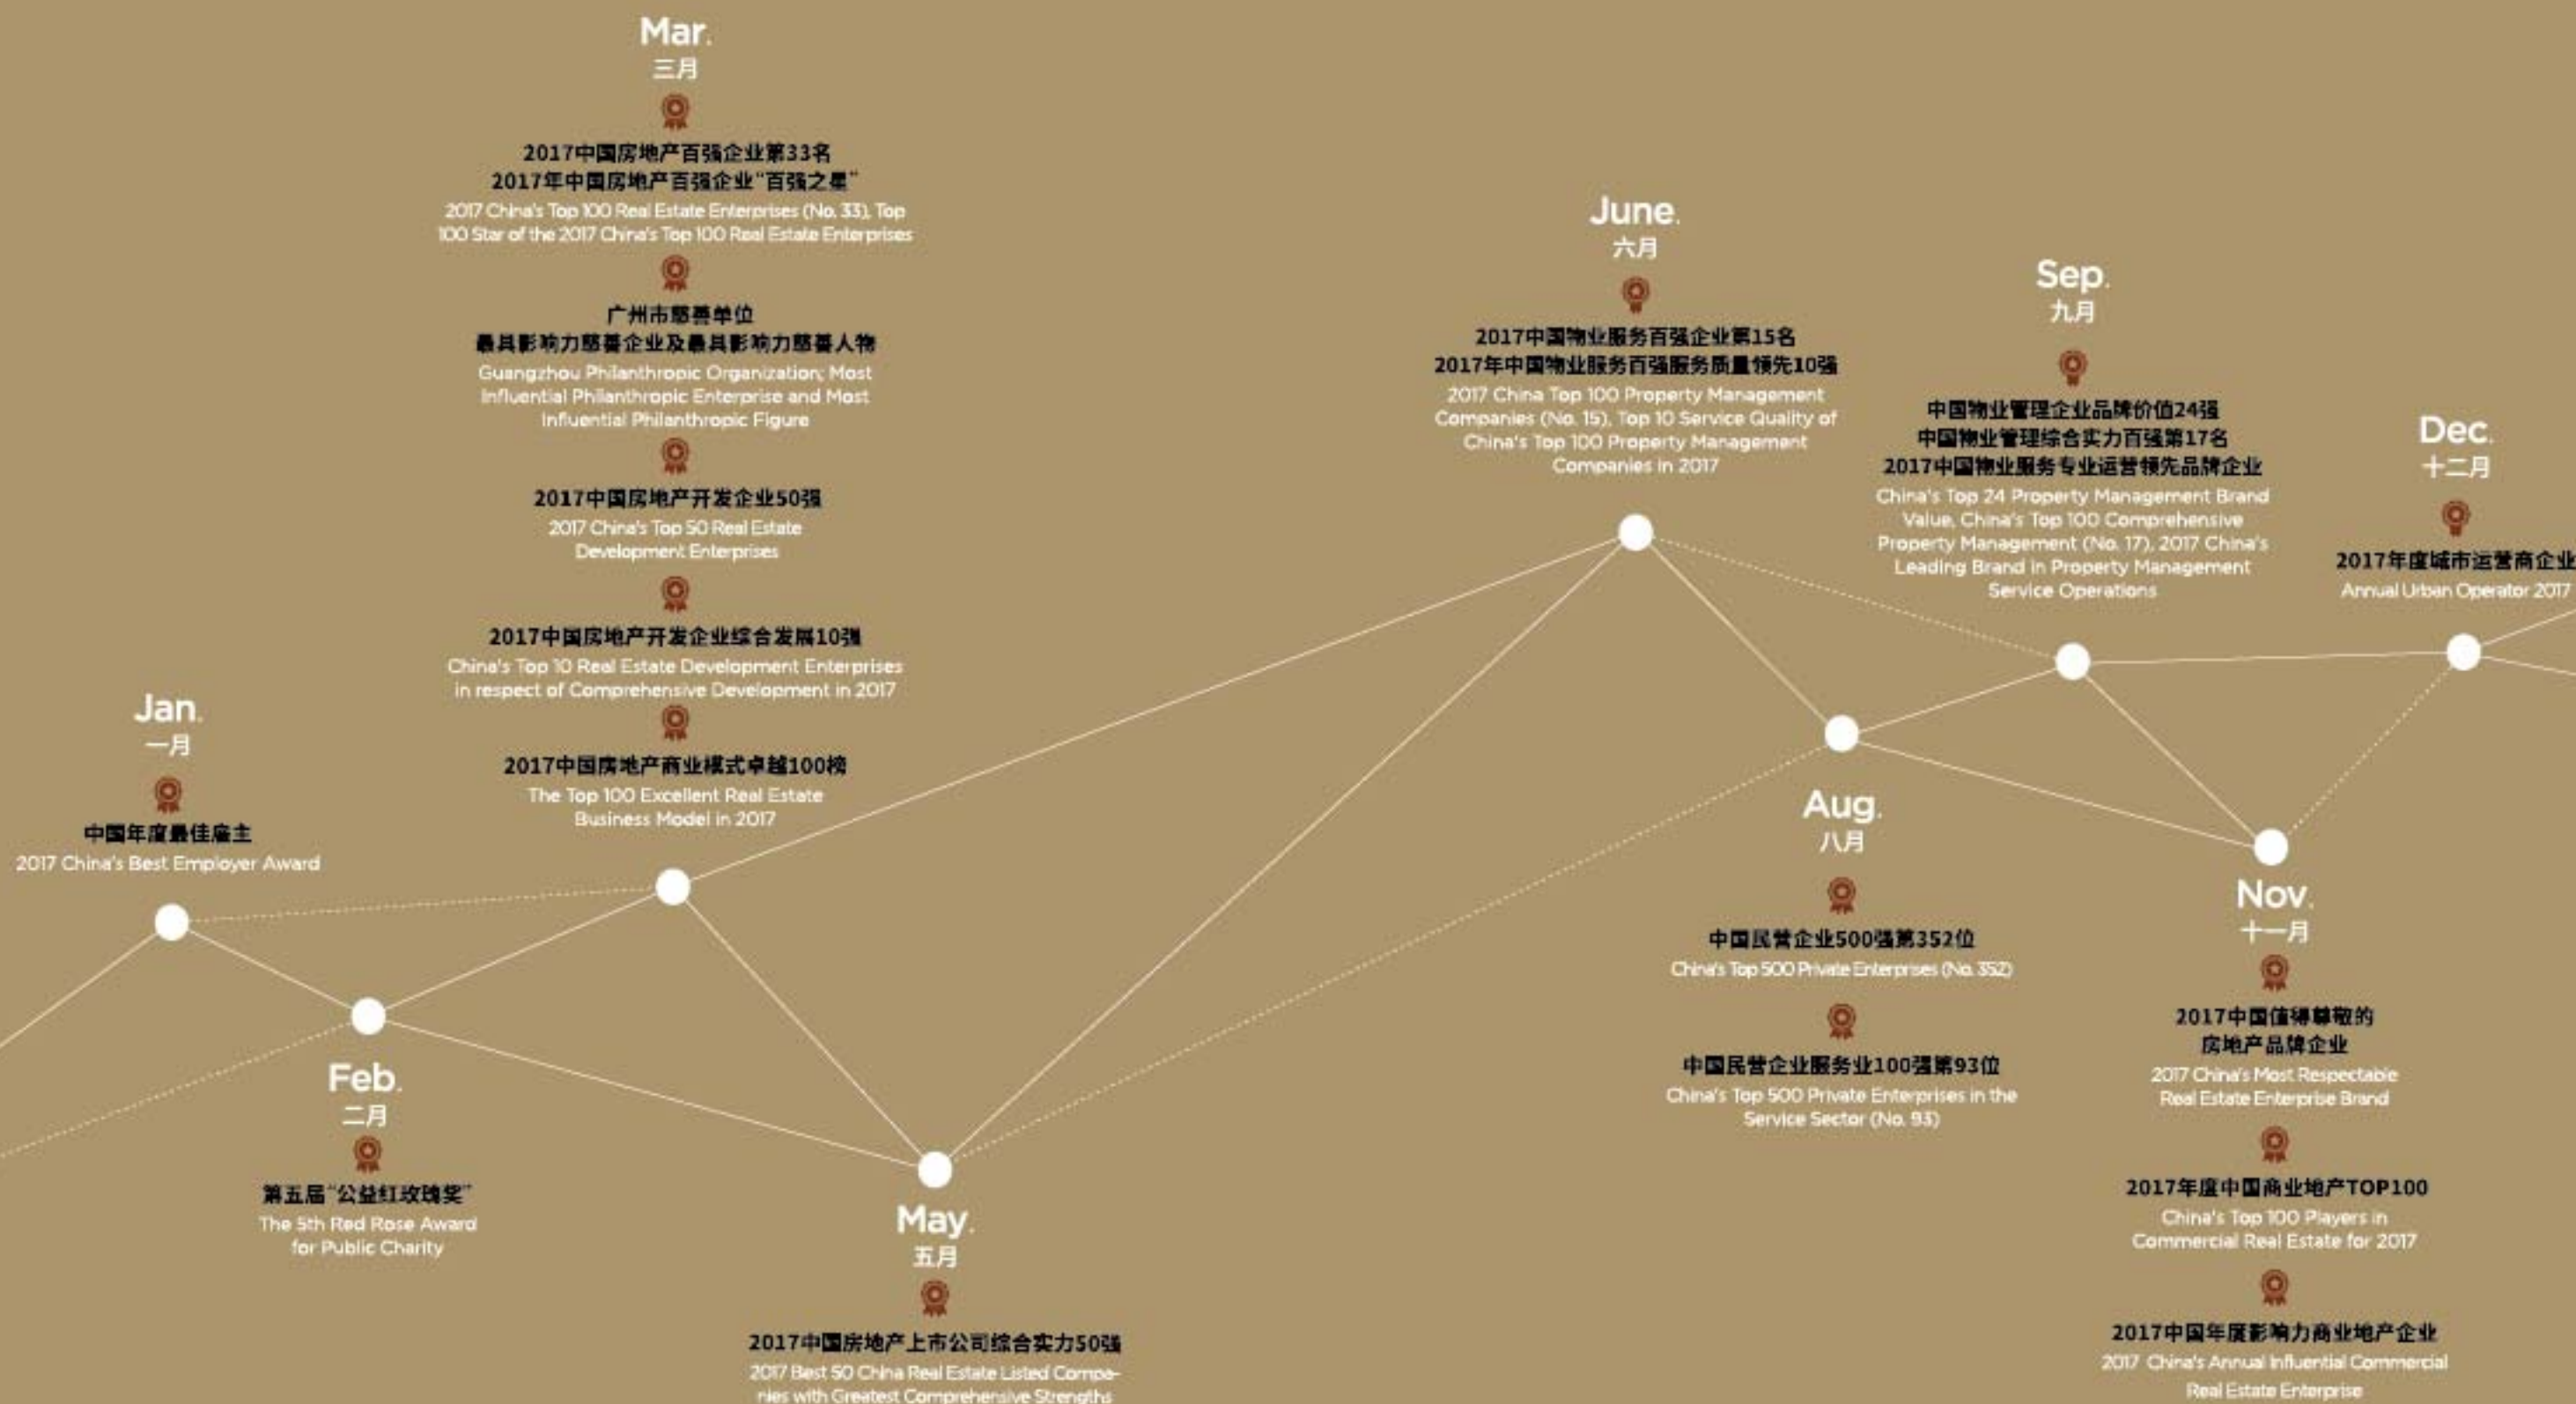 Jan.
一月
中国年度最佳雇主
2017 China's Best Employer Award
Feb.
二月
第五届“公益红玫瑰奖”
The 5th Red Rose Award
for Public Charity
Mar.
三月
2017中国房地产百强企业第33名
2017年中国房地产百强企业“百强之星”
2017 China's Top 100 Real Estate Enterprises (No. 33), Top
100 Star of the 2017 China's Top 100 Real Estate Enterprises
广州市慈善单位
最具影响力慈善企业及最具影响力慈善人物
Guangzhou Philanthropic Organization; Most
Influential Philanthropic Enterprise and Most
Influential Philanthropic Figure
2017中国房地产开发企业50强
2017 China's Top 50 Real Estate
Development Enterprises
2017中国房地产开发企业综合发展10强
China's Top 10 Real Estate Development Enterprises
in respect of Comprehensive Development in 2017
2017中国房地产商业模式卓越100榜
The Top 100 Excellent Real Estate
Business Model in 2017
May.
五月
2017中国房地产上市公司综合实力50强
2017 Best 50 China Real Estate Listed Compa-
nies with Greatest Comprehensive Strengths
June.
六月
2017中国物业服务百强企业第15名
2017年中国物业服务百强服务质量领先10强
2017 China Top 100 Property Management
Companies (No. 15), Top 10 Service Quality of
China's Top 100 Property Management
Companies in 2017
Aug.
八月
中国民营企业500强第352位
China's Top 500 Private Enterprises (No. 352)
中国民营企业服务业100强第93位
China's Top 500 Private Enterprises in the
Service Sector (No. 93)
Sep.
九月
中国物业管理企业品牌价值24强
中国物业管理综合实力百强第17名
2017中国物业服务专业运营领先品牌企业
China's Top 24 Property Management Brand
Value, China's Top 100 Comprehensive
Property Management (No. 17), 2017 China's
Leading Brand in Property Management
Service Operations
Nov.
十一月
2017中国值得尊敬的
房地产品牌企业
2017 China's Most Respectable
Real Estate Enterprise Brand
2017年度中国商业地产TOP100
China's Top 100 Players in
Commercial Real Estate for 2017
2017中国年度影响力商业地产企业
2017 China's Annual Influential Commercial
Real Estate Enterprise
Dec.
十二月
2017年度城市运营商企业
Annual Urban Operator 2017